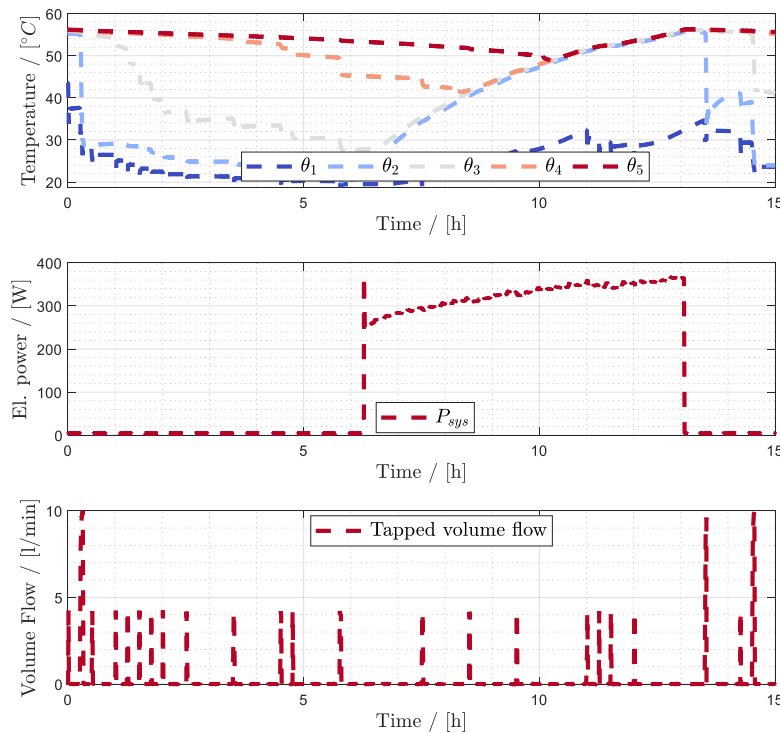 60
50
40
30
20
Temperature / [°C]
θ1 θ2 θ3 θ4 θ5
0 5 10 15
Time / [h]
400
300
200
100
0
El. power / [W]
Psys
0 5 10 15
Time / [h]
10
5
0
Volume Flow / [l/min]
Tapped volume flow
0 5 10 15
Time / [h]